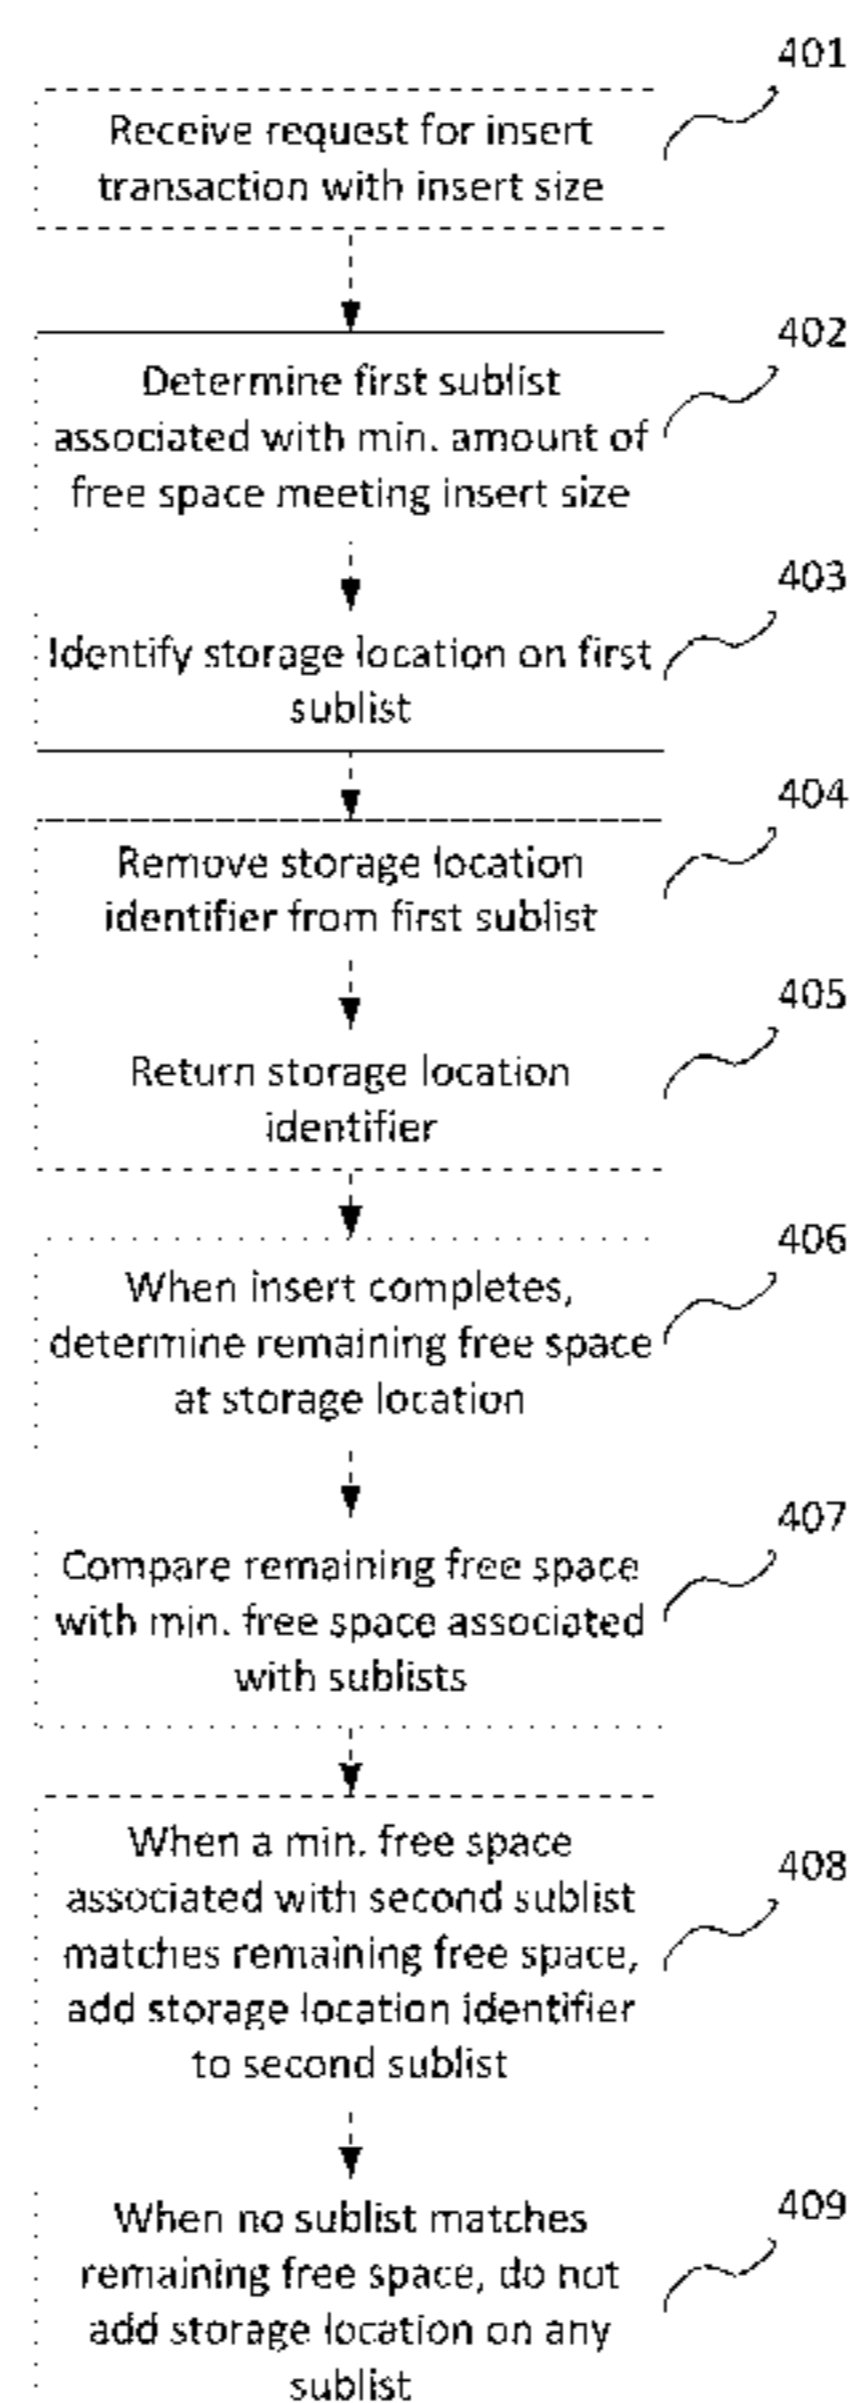 401
Receive request for insert
transaction with insert size
402
Determine first sublist
associated with min. amount of
free space meeting insert size
403
Identify storage location on first
sublist
404
Remove storage location
identifier from first sublist
405
Return storage location
identifier
406
When insert completes,
determine remaining free space
at storage location
407
Compare remaining free space
with min. free space associated
with sublists
When a min. free space
408
associated with second sublist
matches remaining free space,
add storage location identifier
to second sublist
409
When no sublist matches
remaining free space, do not
add storage location on any
sublist